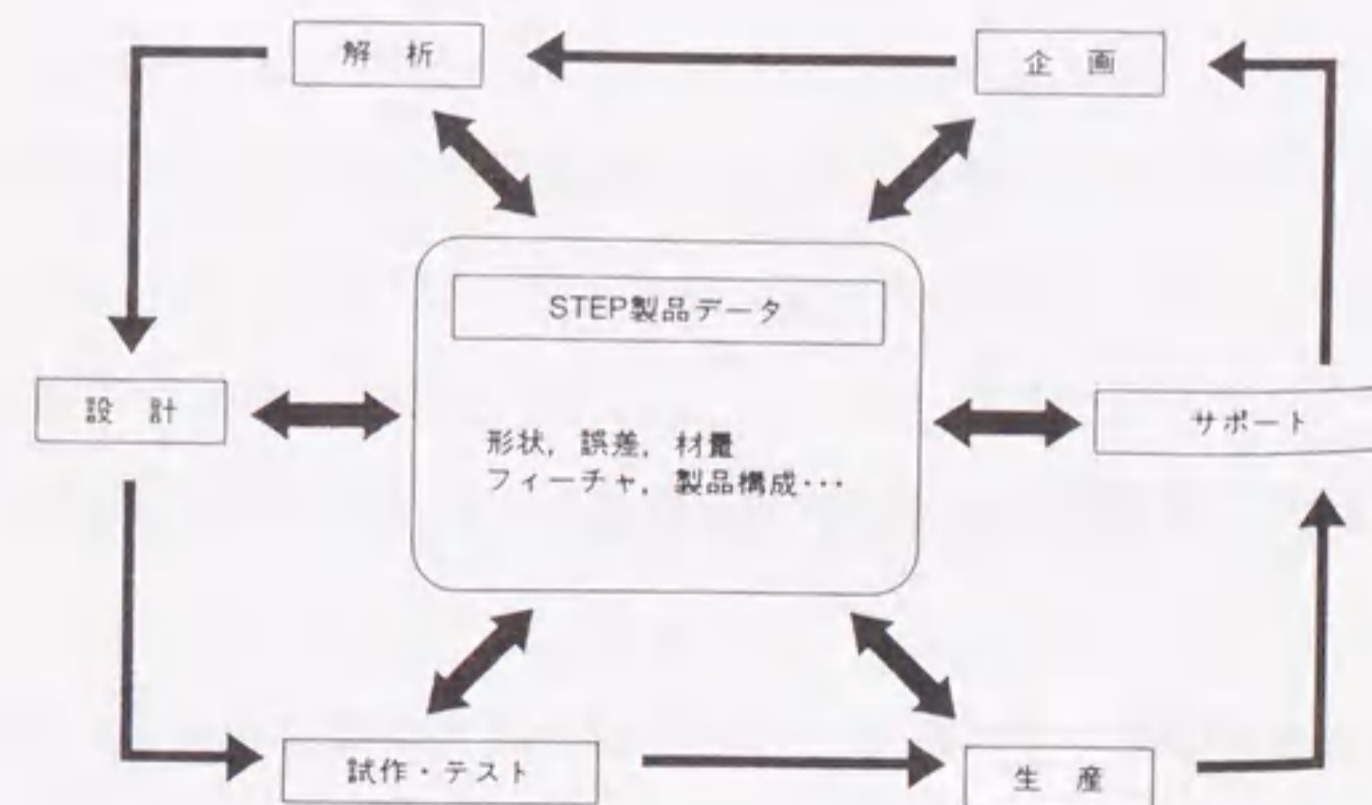 解 析
企 画
STEP製品データ
設 計
形状, 誤差, 材量
フィーチャ, 製品構成･･･
サポート
試作・テスト
生 産